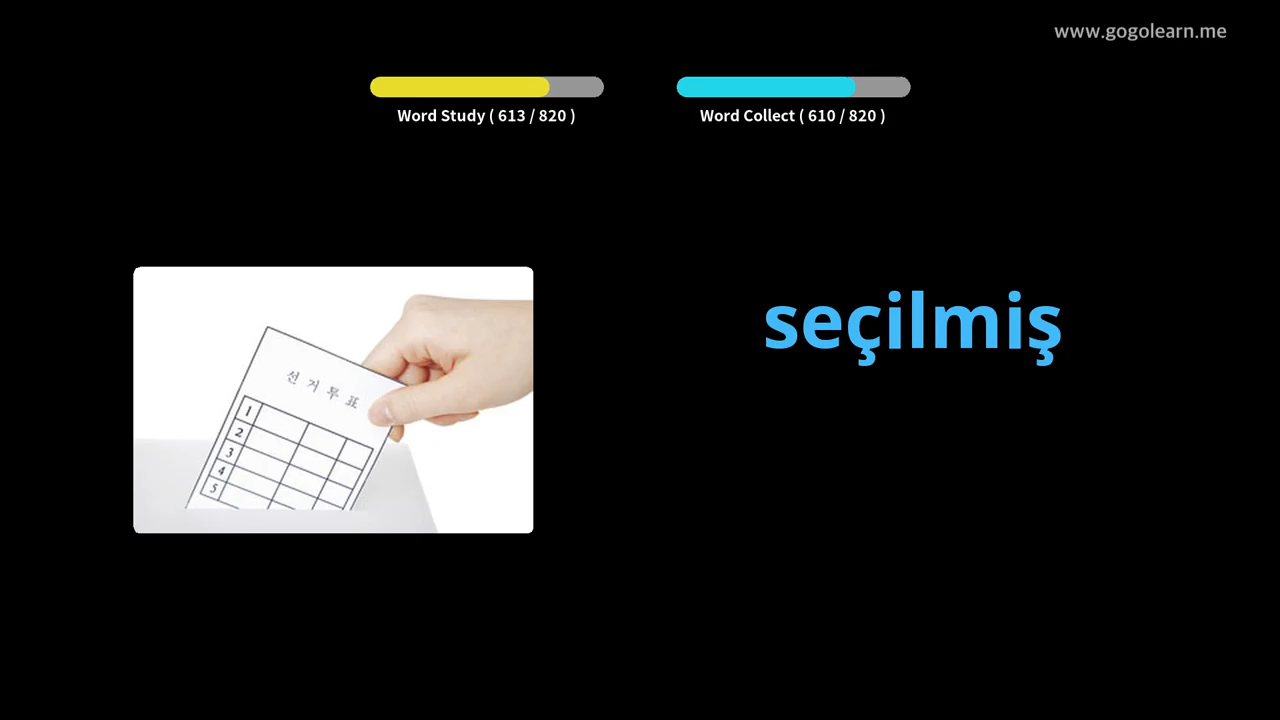 www.gogolearn.me
Word Study ( 613 / 820 )
Word Collect ( 610 / 820 )
seçilmiş
선거투표
1
2
3
4
5